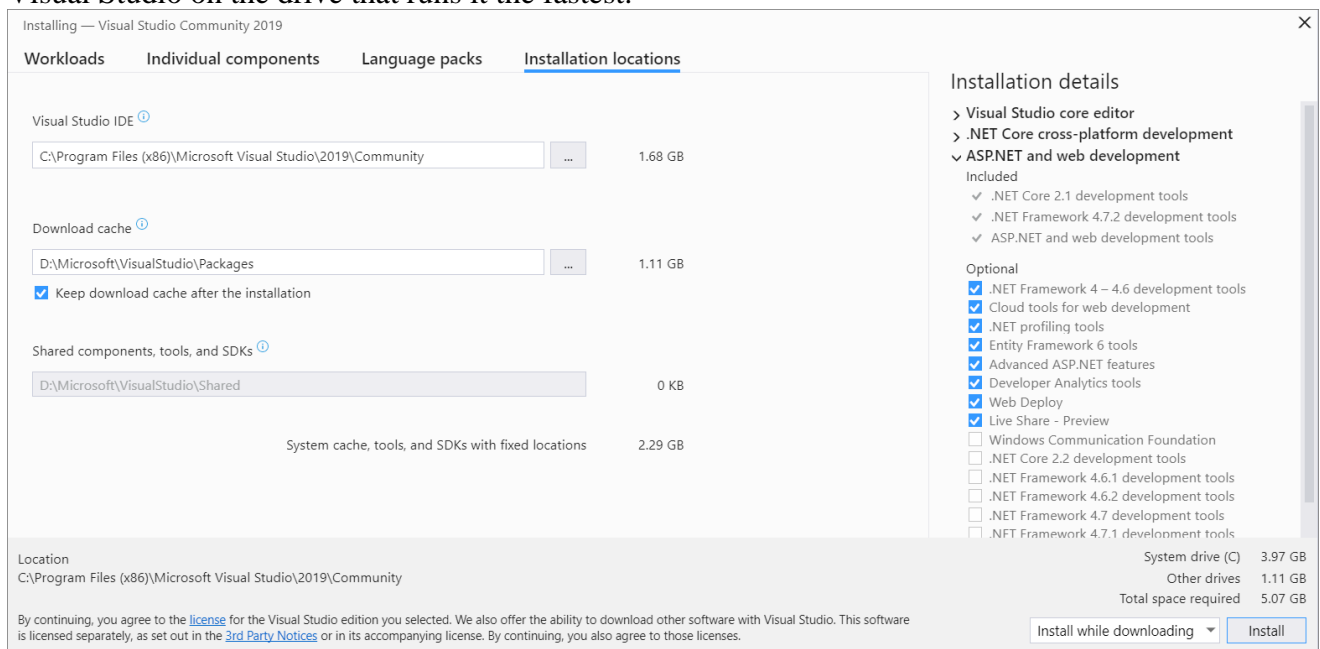 Visual Studio on the drive that runs it the fastest.
Installing — Visual Studio Community 2019
Workloads Individual components Language packs Installation locations
Visual Studio IDE
C:\Program Files (x86)\Microsoft Visual Studio\2019\Community ... 1.68 GB
Download cache
D:\Microsoft\VisualStudio\Packages ... 1.11 GB
Keep download cache after the installation
Shared components, tools, and SDKs
D:\Microsoft\VisualStudio\Shared 0 KB
System cache, tools, and SDKs with fixed locations 2.29 GB
Installation details
Visual Studio core editor
.NET Core cross-platform development
ASP.NET and web development
Included
.NET Core 2.1 development tools
.NET Framework 4.7.2 development tools
ASP.NET and web development tools
Optional
.NET Framework 4 – 4.6 development tools
Cloud tools for web development
.NET profiling tools
Entity Framework 6 tools
Advanced ASP.NET features
Developer Analytics tools
Web Deploy
Live Share - Preview
Windows Communication Foundation
.NET Core 2.2 development tools
.NET Framework 4.6.1 development tools
.NET Framework 4.6.2 development tools
.NET Framework 4.7 development tools
.NET Framework 4.7.1 development tools
Location
C:\Program Files (x86)\Microsoft Visual Studio\2019\Community
System drive (C) 3.97 GB
Other drives 1.11 GB
Total space required 5.07 GB
By continuing, you agree to the license for the Visual Studio edition you selected. We also offer the ability to download other software with Visual Studio. This software
is licensed separately, as set out in the 3rd Party Notices or in its accompanying license. By continuing, you also agree to those licenses.
Install while downloading Install